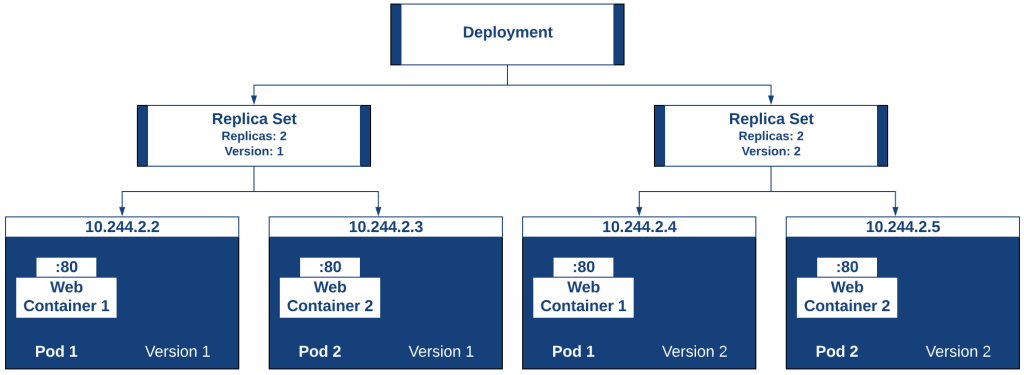 Deployment
Replica Set
Replicas: 2
Version: 1
Replica Set
Replicas: 2
Version: 2
10.244.2.2
:80
Web
Container 1
Pod 1 Version 1
10.244.2.3
:80
Web
Container 2
Pod 2 Version 1
10.244.2.4
:80
Web
Container 1
Pod 1 Version 2
10.244.2.5
:80
Web
Container 2
Pod 2 Version 2